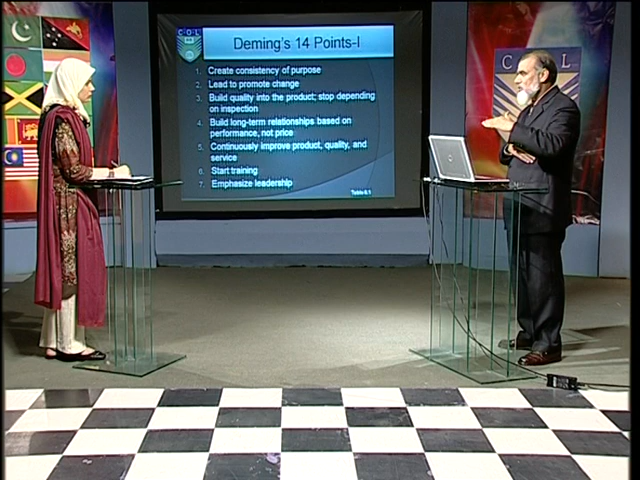 C O L
Deming's 14 Points-I
1. Create consistency of purpose
2. Lead to promote change
3. Build quality into the product; stop depending
on inspection
4. Build long-term relationships based on
performance, not price
5. Continuously improve product, quality, and
service
6. Start training
7. Emphasize leadership
Table 6.1
C O L